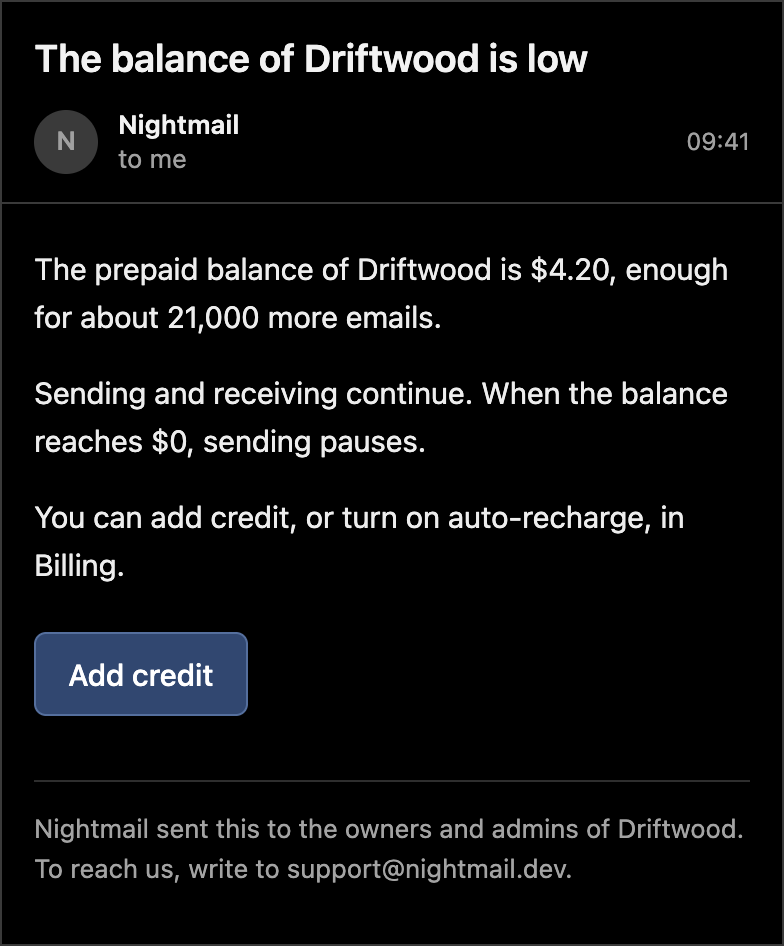 The balance of Driftwood is low
N
Nightmail
to me
09:41
The prepaid balance of Driftwood is $4.20, enough
for about 21,000 more emails.
Sending and receiving continue. When the balance
reaches $0, sending pauses.
You can add credit, or turn on auto-recharge, in
Billing.
Add credit
Nightmail sent this to the owners and admins of Driftwood.
To reach us, write to support@nightmail.dev.